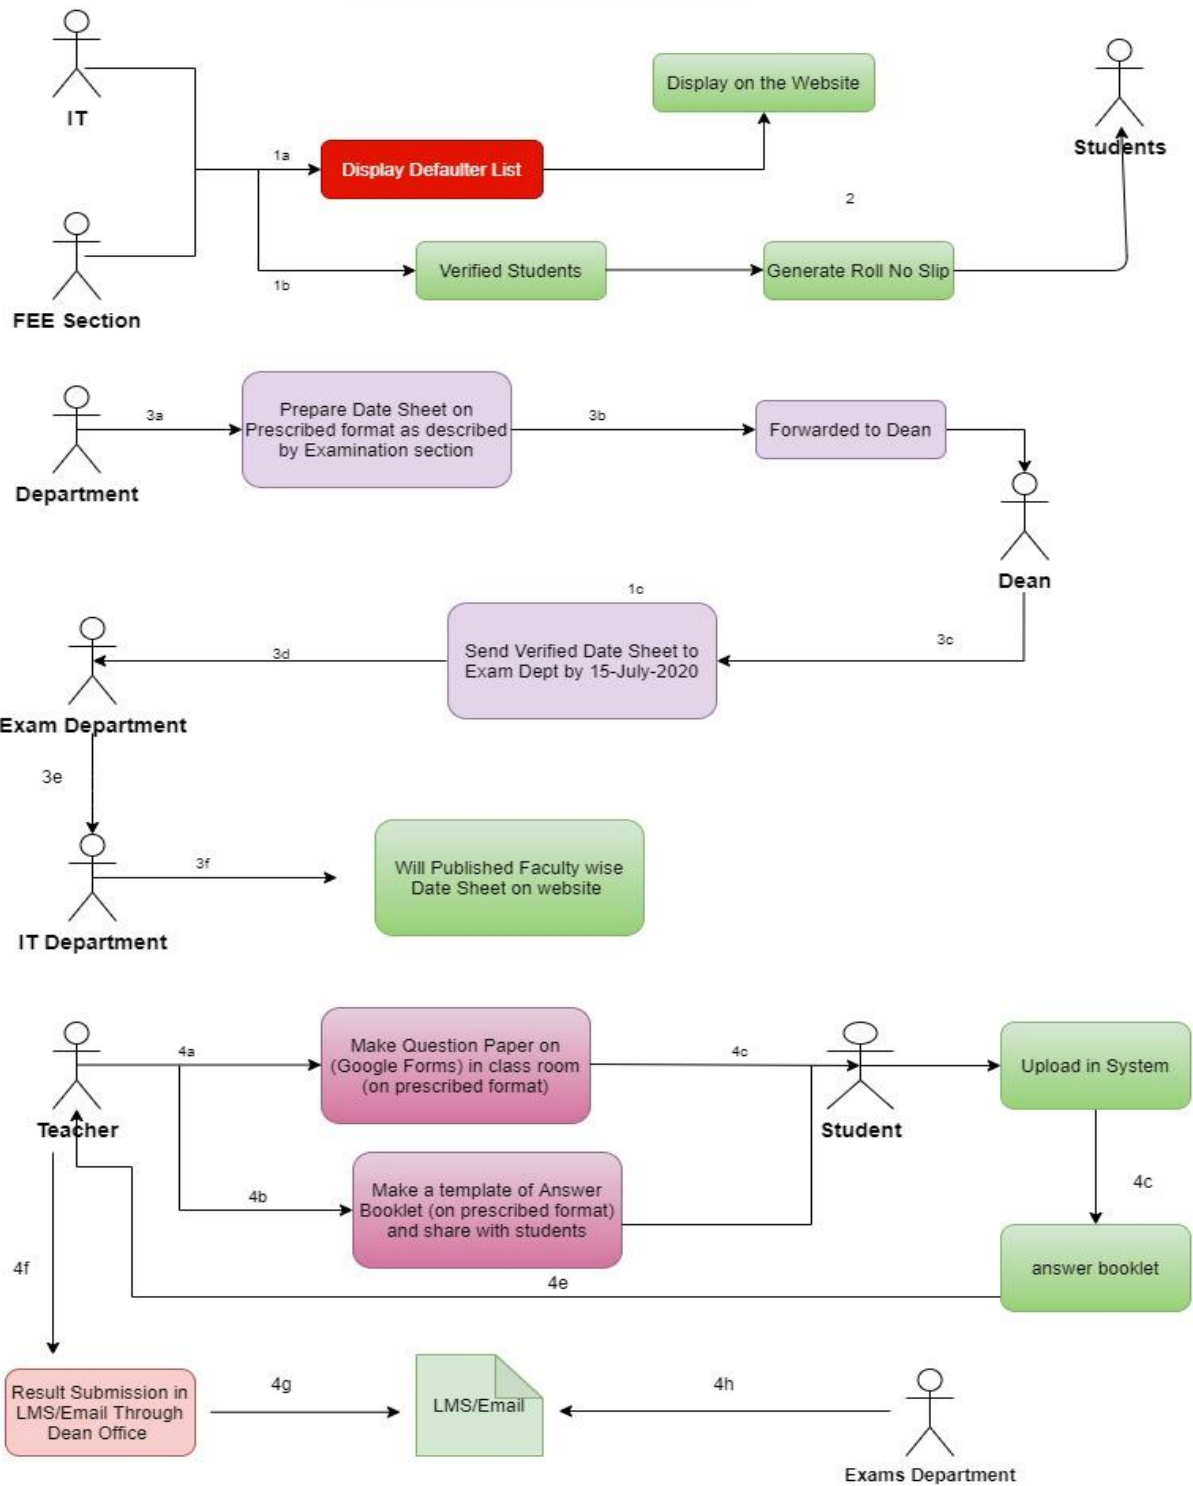 IT
Display on the Website
Students
1a
Display Defaulter List
2
Verified Students
Generate Roll No Slip
1b
FEE Section
3a
Prepare Date Sheet on
Prescribed format as described
by Examination section
3b
Forwarded to Dean
Department
Dean
1c
Send Verified Date Sheet to
Exam Dept by 15-July-2020
3c
3d
Exam Department
3e
3f
Will Published Faculty wise
Date Sheet on website
IT Department
4a
Make Question Paper on
(Google Forms) in class room
(on prescribed format)
4c
Upload in System
Teacher
Student
4b
Make a template of Answer
Booklet (on prescribed format)
and share with students
4c
answer booklet
4f
4e
Result Submission in
LMS/Email Through
Dean Office
4g
LMS/Email
4h
Exams Department